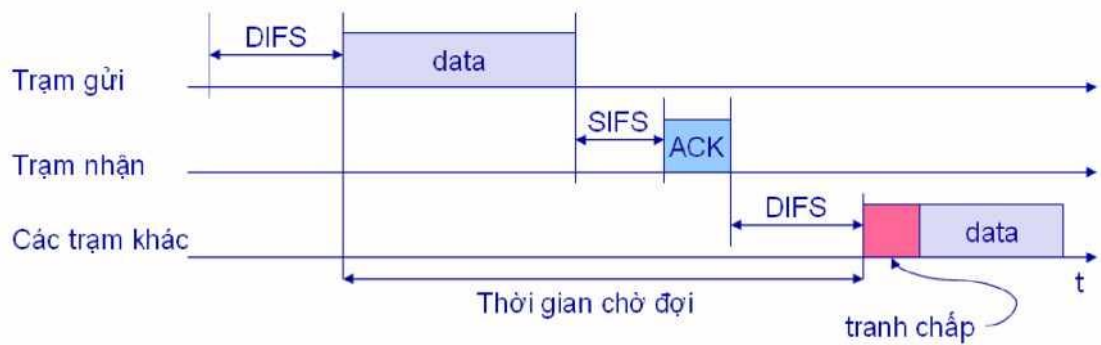 DIFS
data
Trạm gửi
SIFS
ACK
Trạm nhận
DIFS
data
Các trạm khác
t
Thời gian chờ đợi
tranh chấp